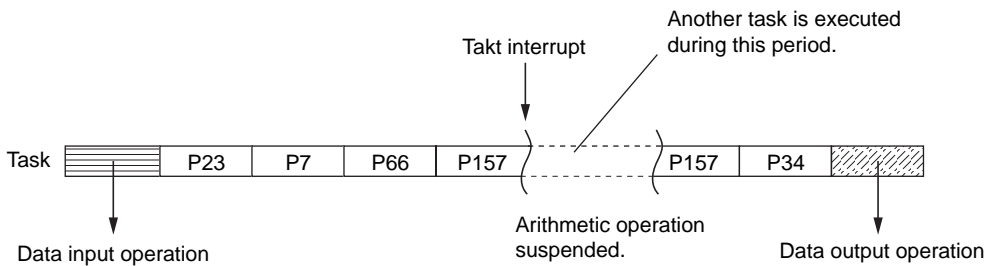 Another task is executed
during this period.
Takt interrupt
Task
P23 P7 P66 P157 P157 P34
Arithmetic operation
suspended.
Data input operation
Data output operation